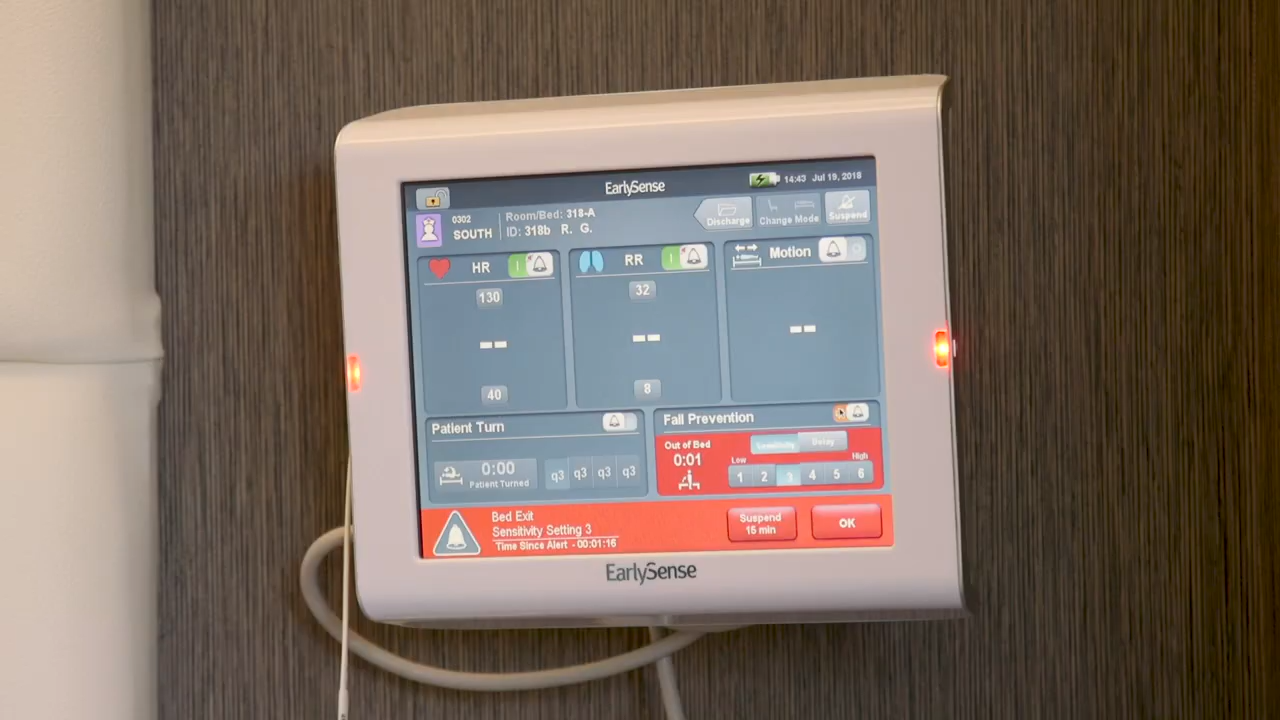 EarlySense
14:43 Jul 19, 2018
0302
SOUTH
Room/Bed: 318-A
ID: 318b R. G.
Discharge
Change Mode
Suspend
HR
130
--
40
RR
32
--
8
Motion
--
Patient Turn
0:00
Patient Turned
q3 q3 q3 q3
Fall Prevention
Out of Bed
0:01
Sensitivity Delay
Low High
1 2 3 4 5 6
Bed Exit
Sensitivity Setting 3
Time Since Alert - 00:01:16
Suspend
15 min
OK
EarlySense